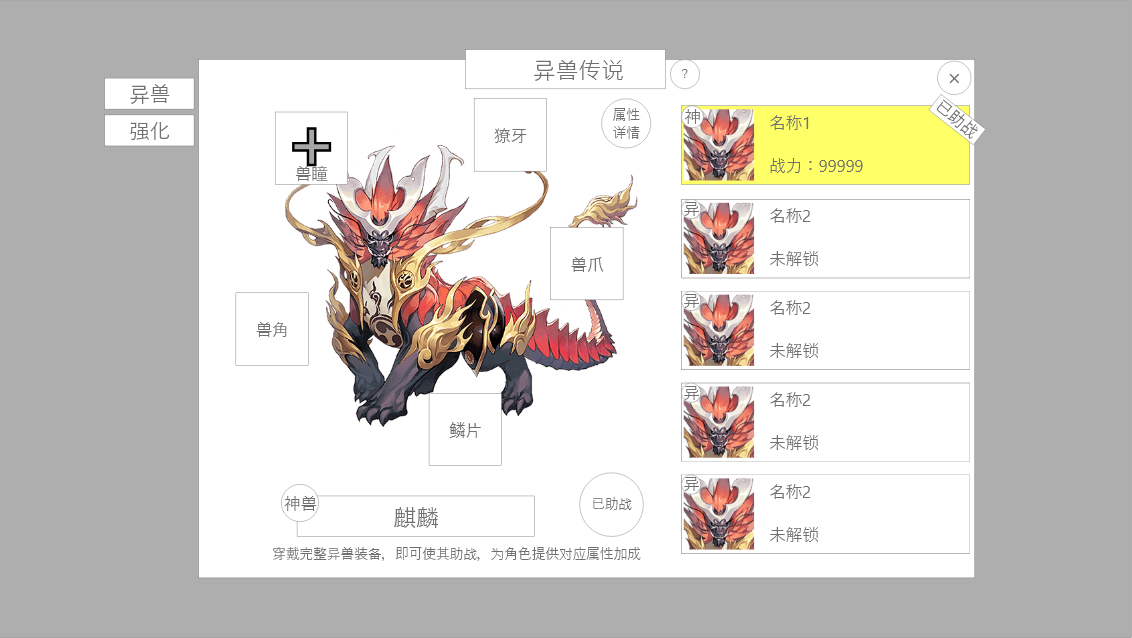 异兽传说
?
×
异兽
强化
兽瞳
獠牙
属性
详情
兽爪
兽角
鳞片
神兽
麒麟
已助战
穿戴完整异兽装备，即可使其助战，为角色提供对应属性加成
神
名称1
战力：99999
已助战
异
名称2
未解锁
异
名称2
未解锁
异
名称2
未解锁
异
名称2
未解锁